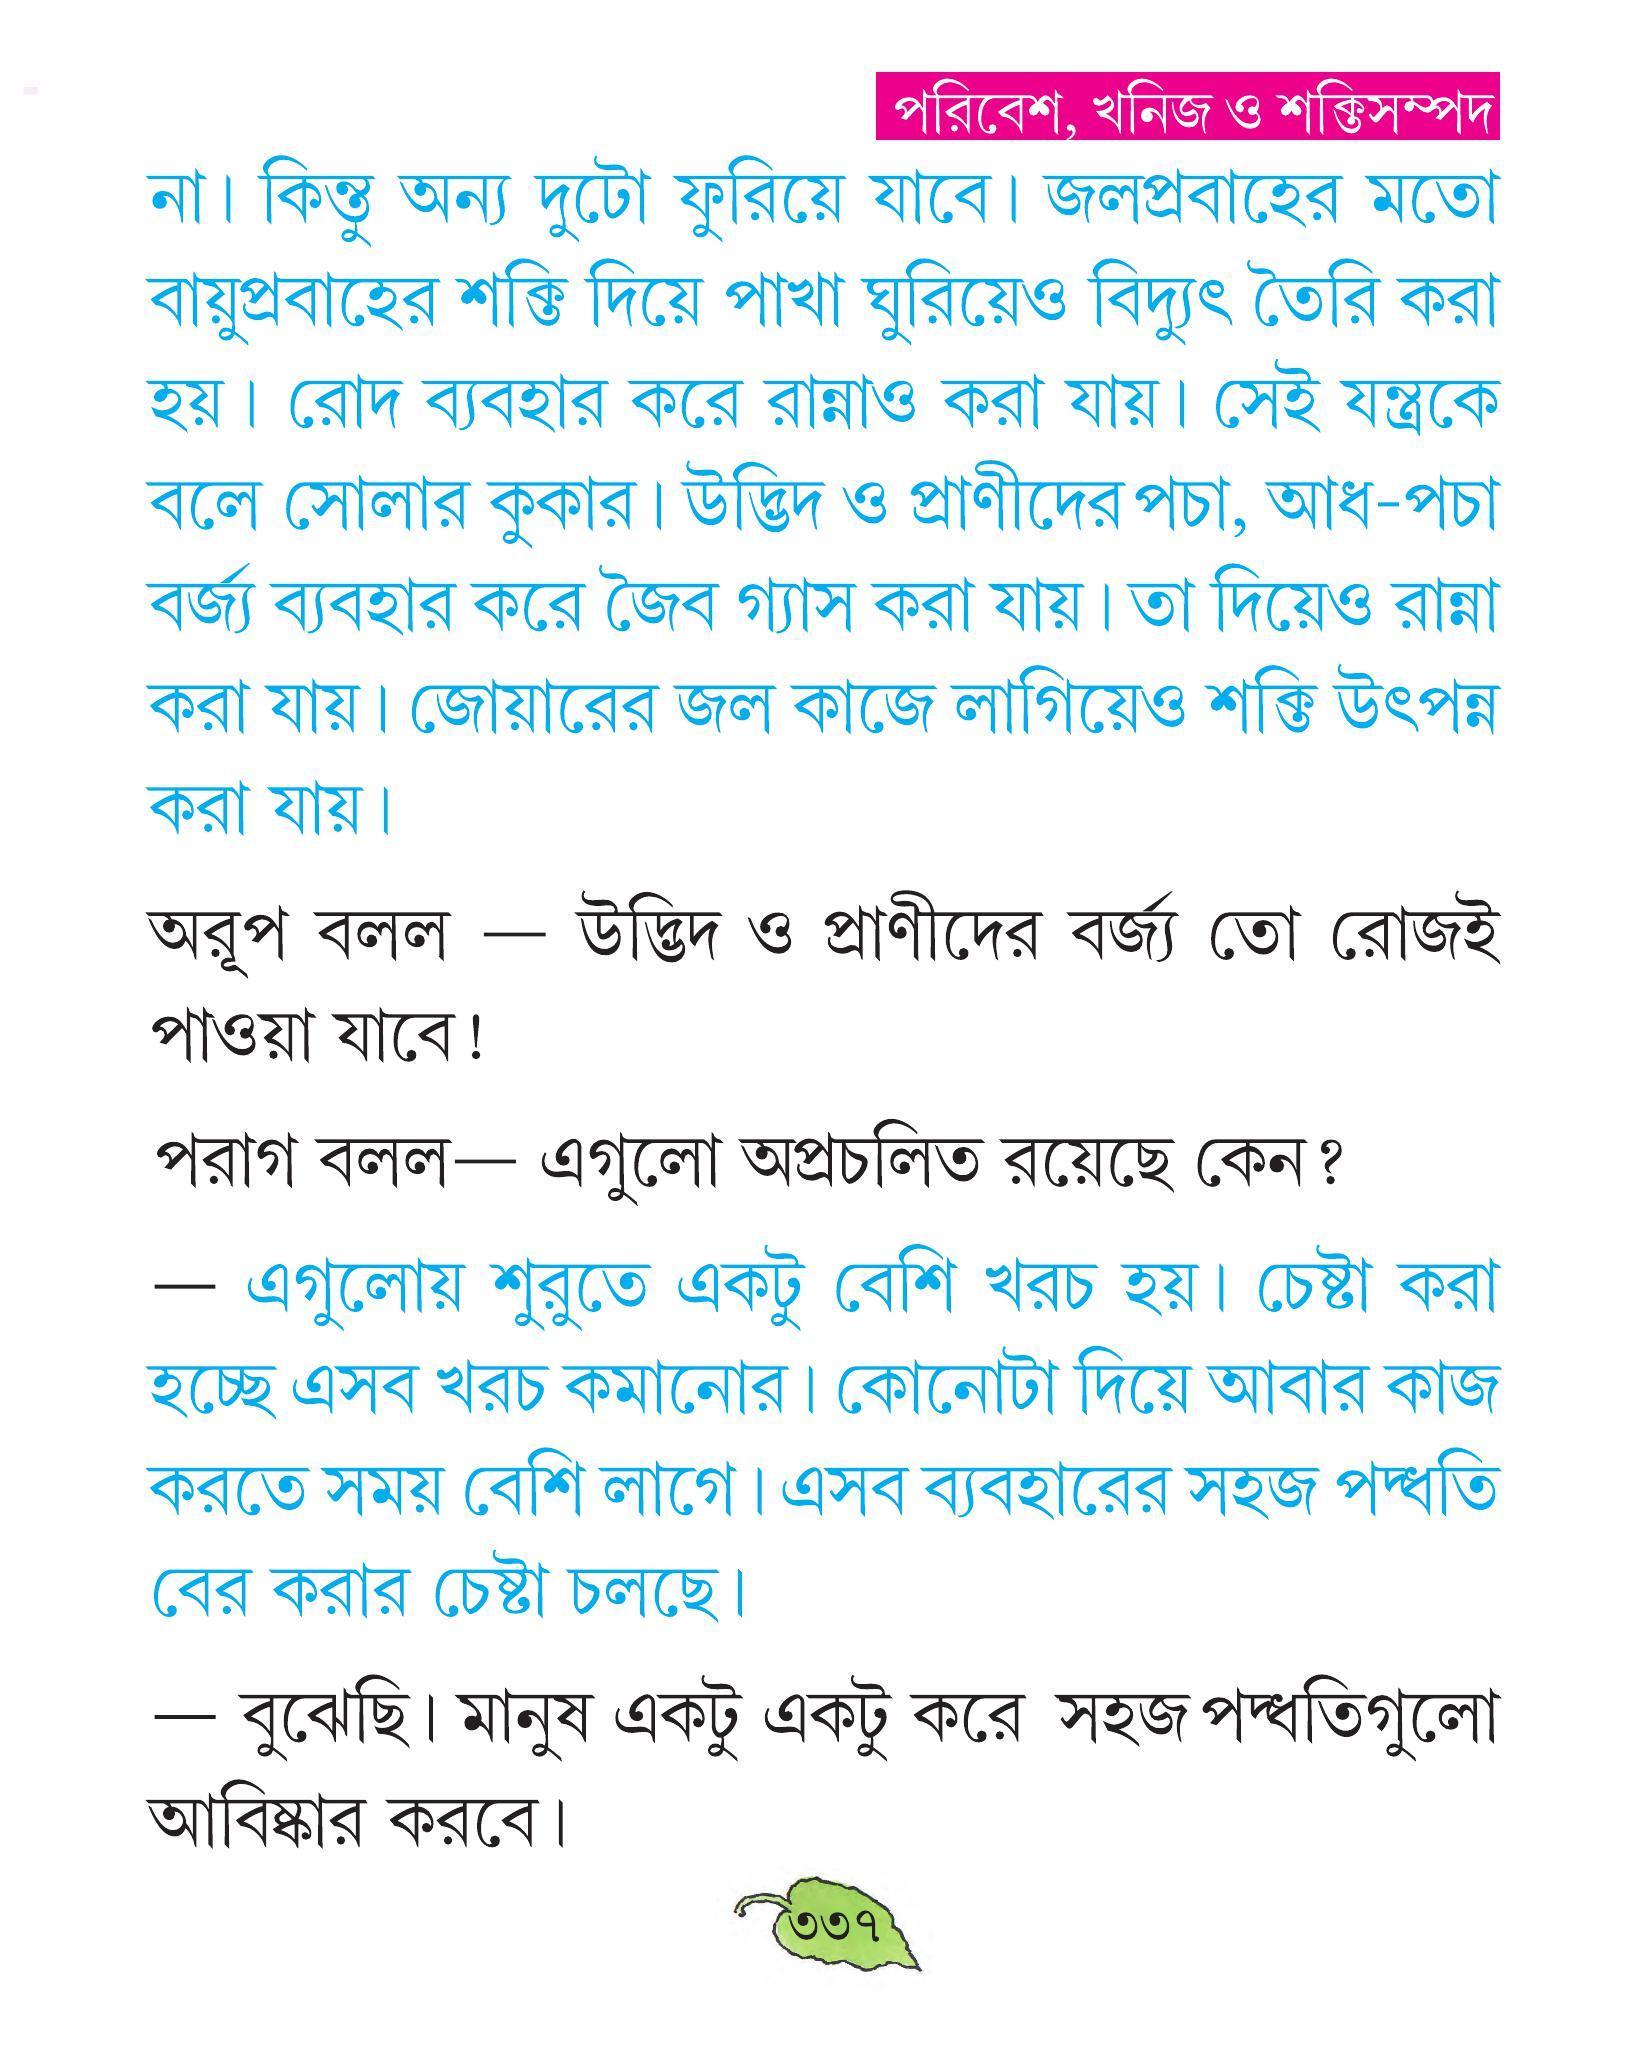 পরিবেশ, খনিজ ও শক্তিসম্পদ
না। কিন্তু অন্য দুটো ফুরিয়ে যাবে। জলপ্রবাহের মতো
বায়ুপ্রবাহের শক্তি দিয়ে পাখা ঘুরিয়েও বিদ্যুৎ তৈরি করা
হয়। রোদ ব্যবহার করে রান্নাও করা যায়। সেই যন্ত্রকে
বলে সোলার কুকার। উদ্ভিদ ও প্রাণীদের পচা, আধ-পচা
বর্জ্য ব্যবহার করে জৈব গ্যাস করা যায়। তা দিয়েও রান্না
করা যায়। জোয়ারের জল কাজে লাগিয়েও শক্তি উৎপন্ন
করা যায়।
অরূপ বলল — উদ্ভিদ ও প্রাণীদের বর্জ্য তো রোজই
পাওয়া যাবে!
পরাগ বলল— এগুলো অপ্রচলিত রয়েছে কেন?
— এগুলোয় শুরুতে একটু বেশি খরচ হয়। চেষ্টা করা
হচ্ছে এসব খরচ কমানোর। কোনোটা দিয়ে আবার কাজ
করতে সময় বেশি লাগে। এসব ব্যবহারের সহজ পদ্ধতি
বের করার চেষ্টা চলছে।
— বুঝেছি। মানুষ একটু একটু করে সহজ পদ্ধতিগুলো
আবিষ্কার করবে।
৩৩৭